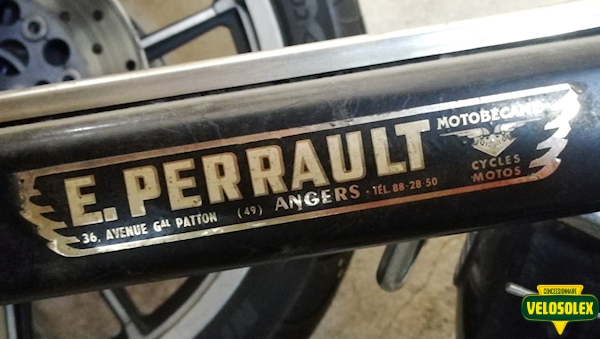 E. PERRAULT
MOTOBECANE
CYCLES
MOTOS
36, AVENUE Gᴬᴸ PATTON (49) ANGERS · TÉL. 88-28-50
CONCESSIONNAIRE
VELOSOLEX